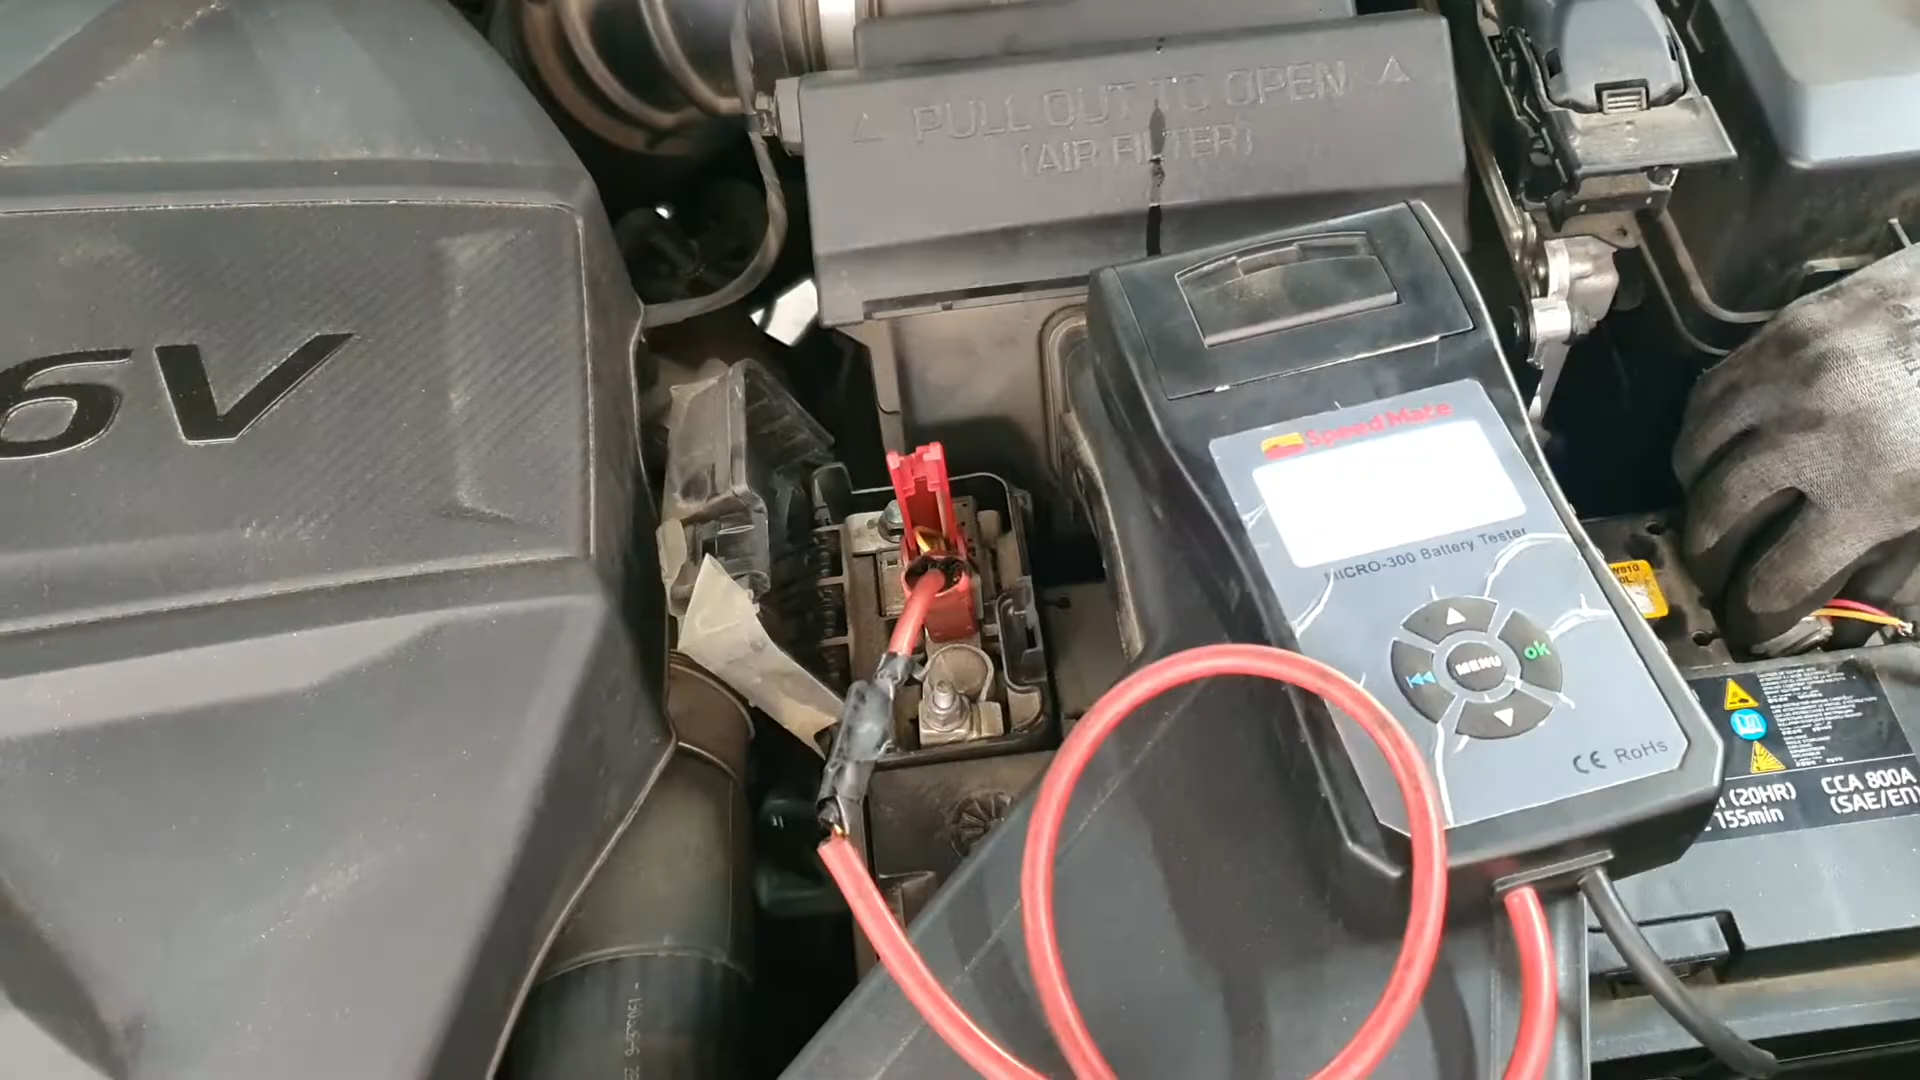 PULL OUT TO OPEN
(AIR FILTER)
6V
Speed Mate
MICRO-300 Battery Tester
MENU
ok
CE RoHs
(20HR)
155min
CCA 800A
(SAE/EN)